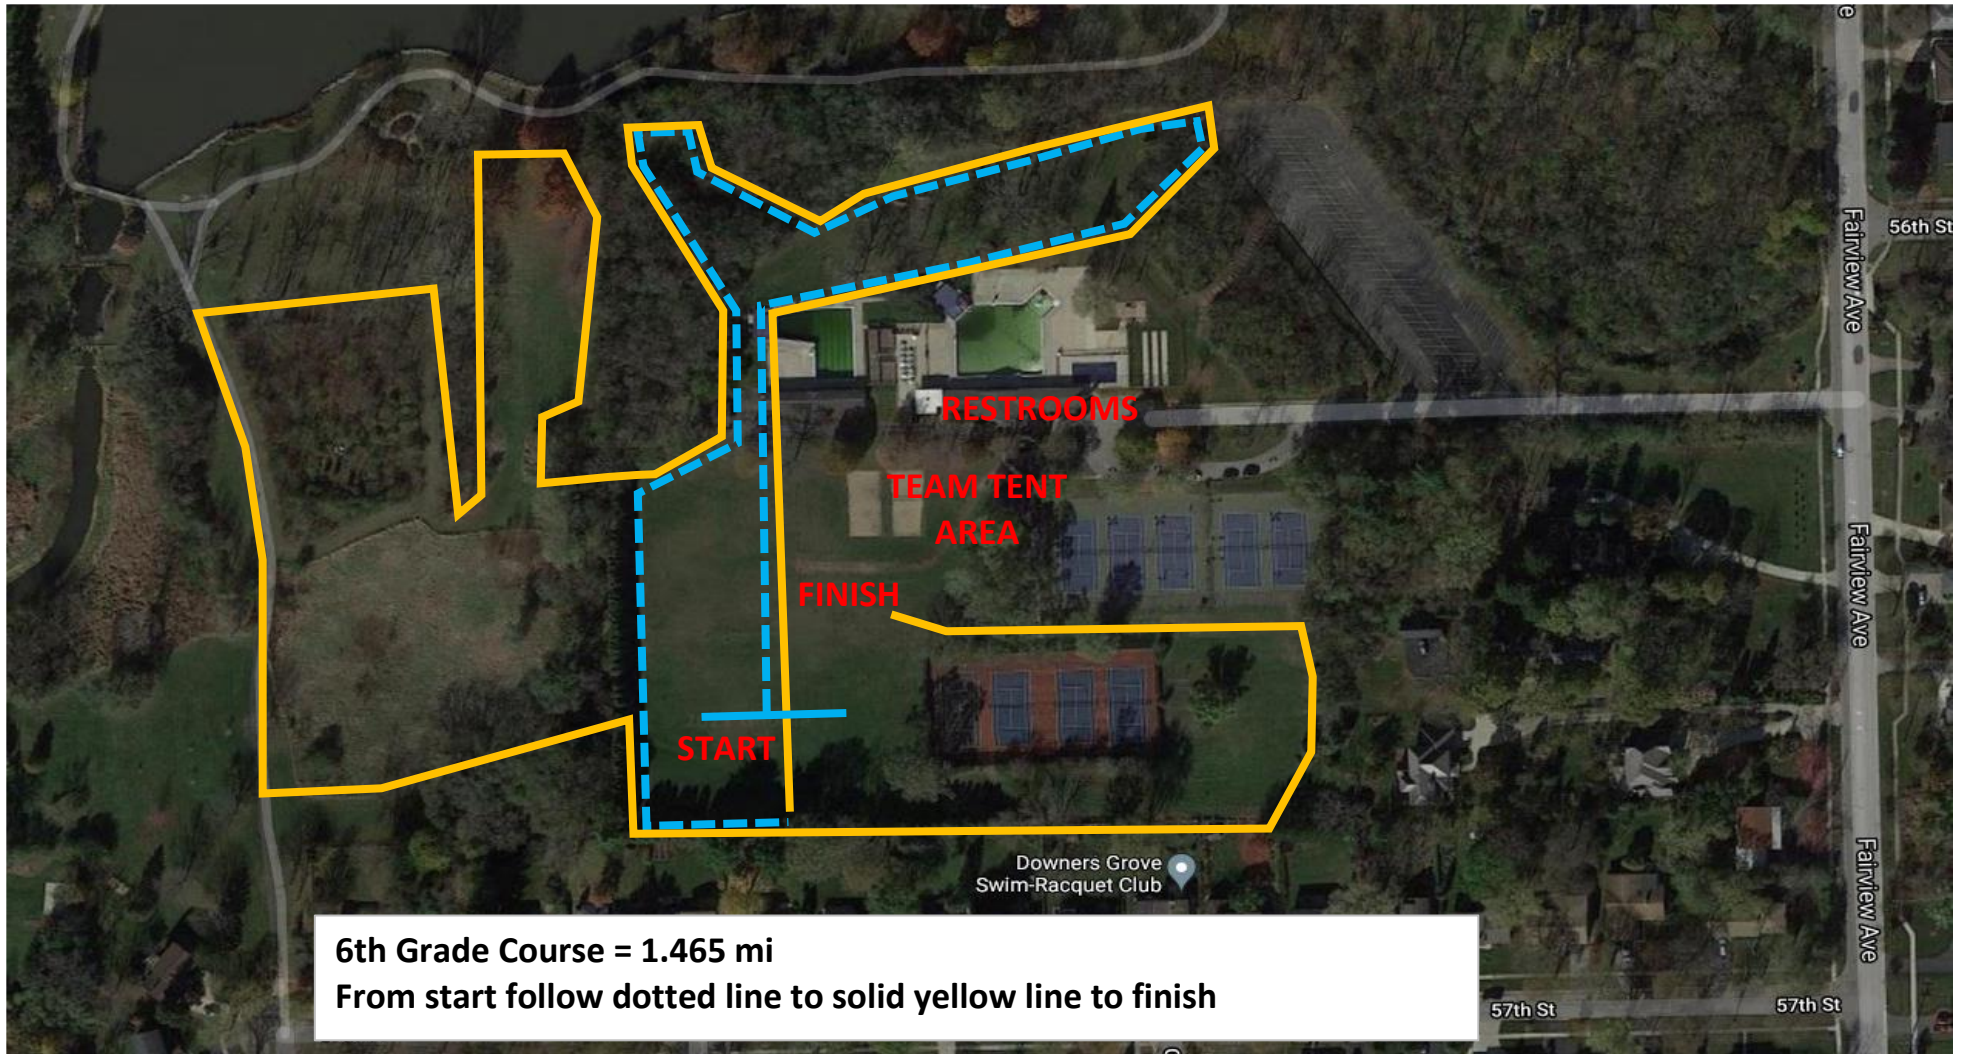 e
Fairview Ave
56th St
RESTROOMS
TEAM TENT
AREA
Fairview Ave
FINISH
START
Downers Grove
Swim-Racquet Club
Fairview Ave
6th Grade Course = 1.465 mi
From start follow dotted line to solid yellow line to finish
57th St
57th St